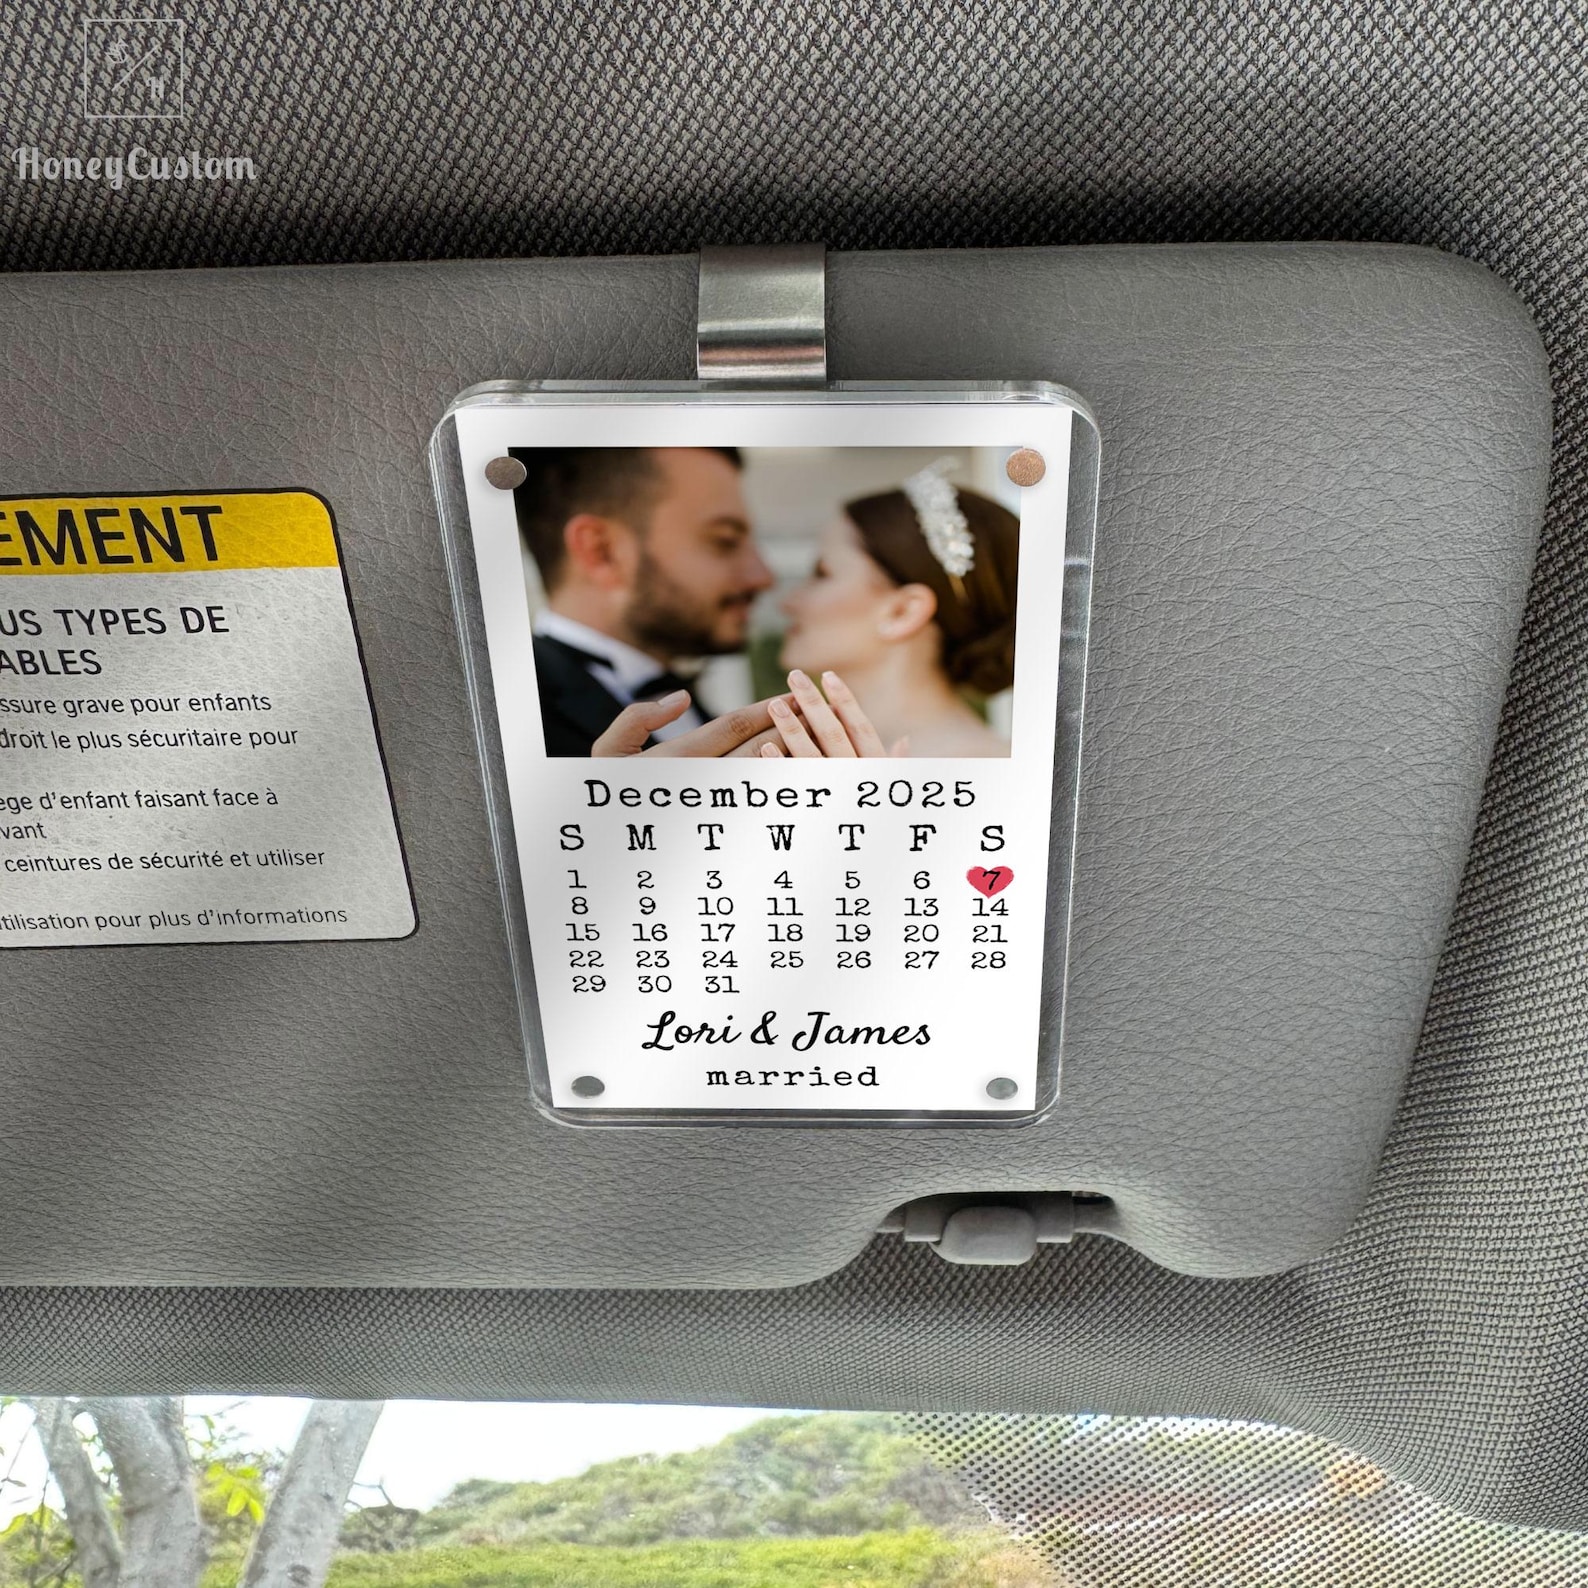 HoneyCustom
EMENT
US TYPES DE
ABLES
ssure grave pour enfants
droit le plus sécuritaire pour
ège d'enfant faisant face à
vant
ceintures de sécurité et utiliser
tilisation pour plus d'informations
December 2025
S M T W T F S
1 2 3 4 5 6 7
8 9 10 11 12 13 14
15 16 17 18 19 20 21
22 23 24 25 26 27 28
29 30 31
Lori & James
married